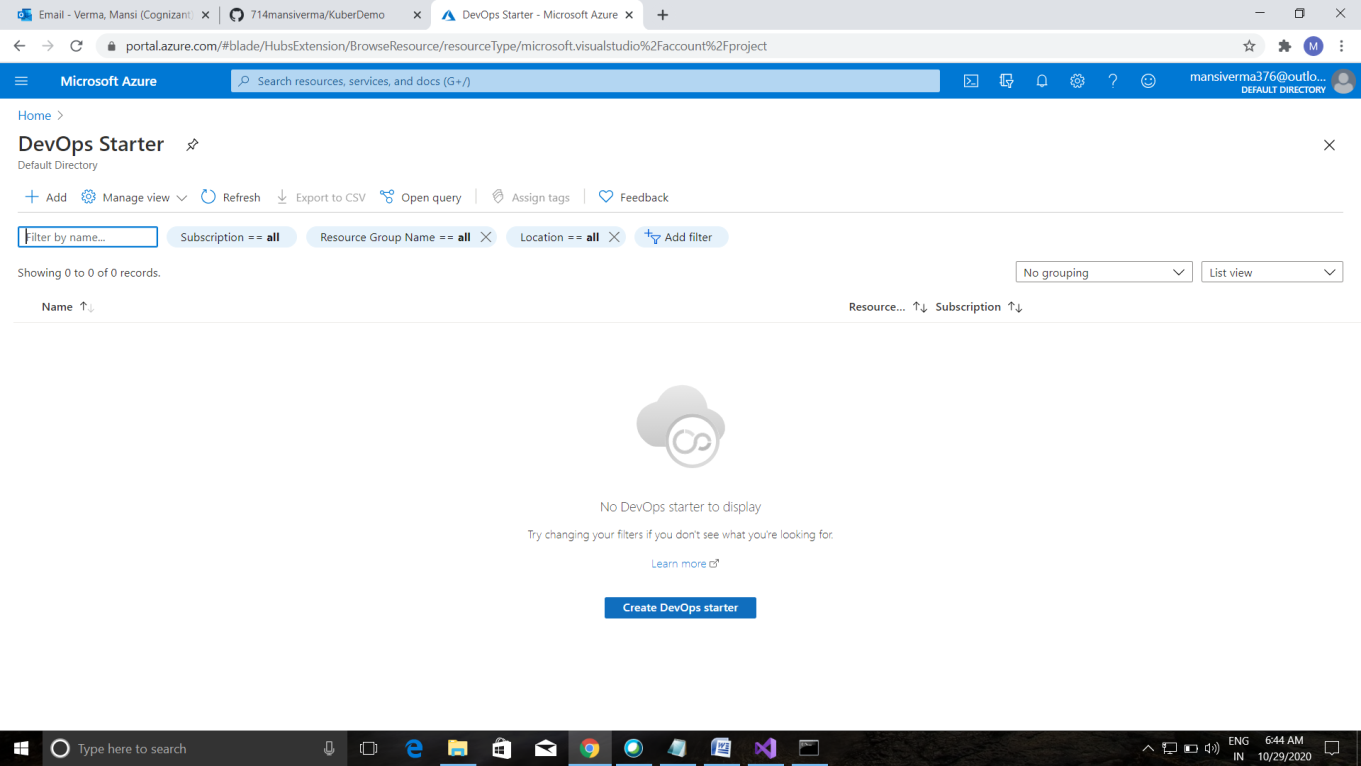 Email - Verma, Mansi (Cognizant)
714mansiverma/KuberDemo
DevOps Starter - Microsoft Azure
portal.azure.com/#blade/HubsExtension/BrowseResource/resourceType/microsoft.visualstudio%2Faccount%2Fproject
M
Microsoft Azure
Search resources, services, and docs (G+/)
mansiverma376@outlo...
DEFAULT DIRECTORY
Home
DevOps Starter
Default Directory
Add
Manage view
Refresh
Export to CSV
Open query
Assign tags
Feedback
Filter by name...
Subscription == all
Resource Group Name == all
Location == all
Add filter
Showing 0 to 0 of 0 records.
No grouping
List view
Name
Resource...
Subscription
No DevOps starter to display
Try changing your filters if you don't see what you're looking for.
Learn more
Create DevOps starter
Type here to search
ENG
IN
6:44 AM
10/29/2020